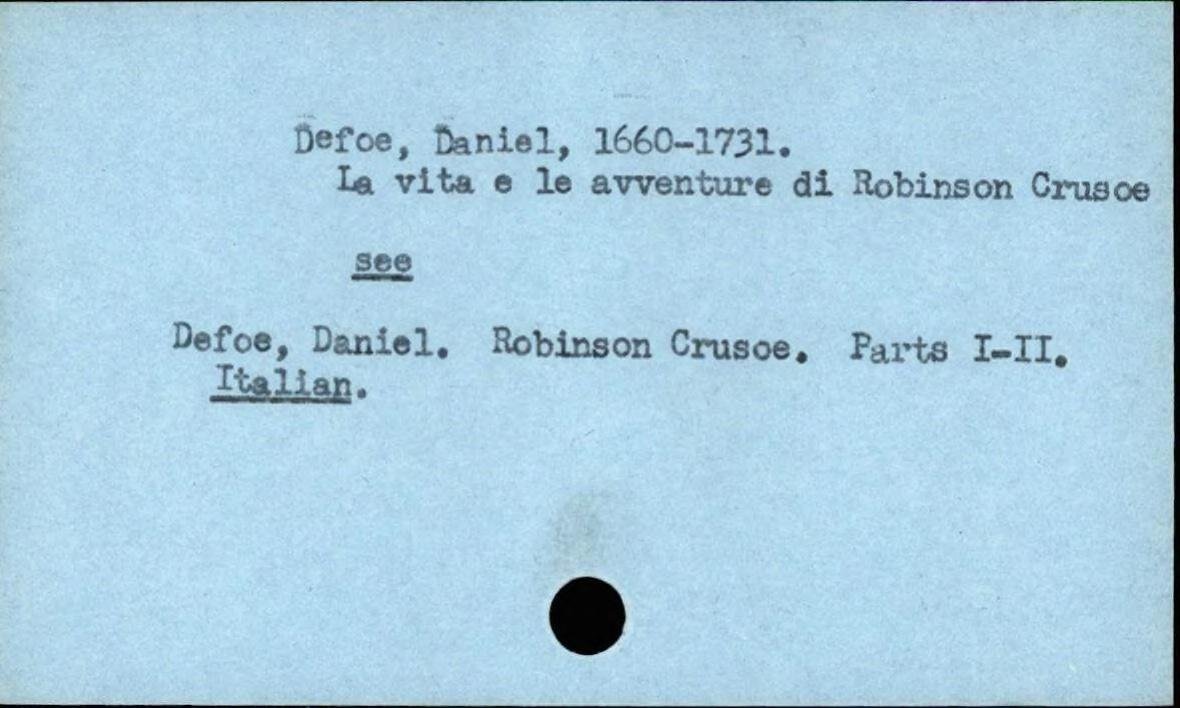 Defoe, Daniel, 1660-1731.
La vita e le avventure di Robinson Crusoe
see
Defoe, Daniel. Robinson Crusoe. Parts I-II.
Italian.